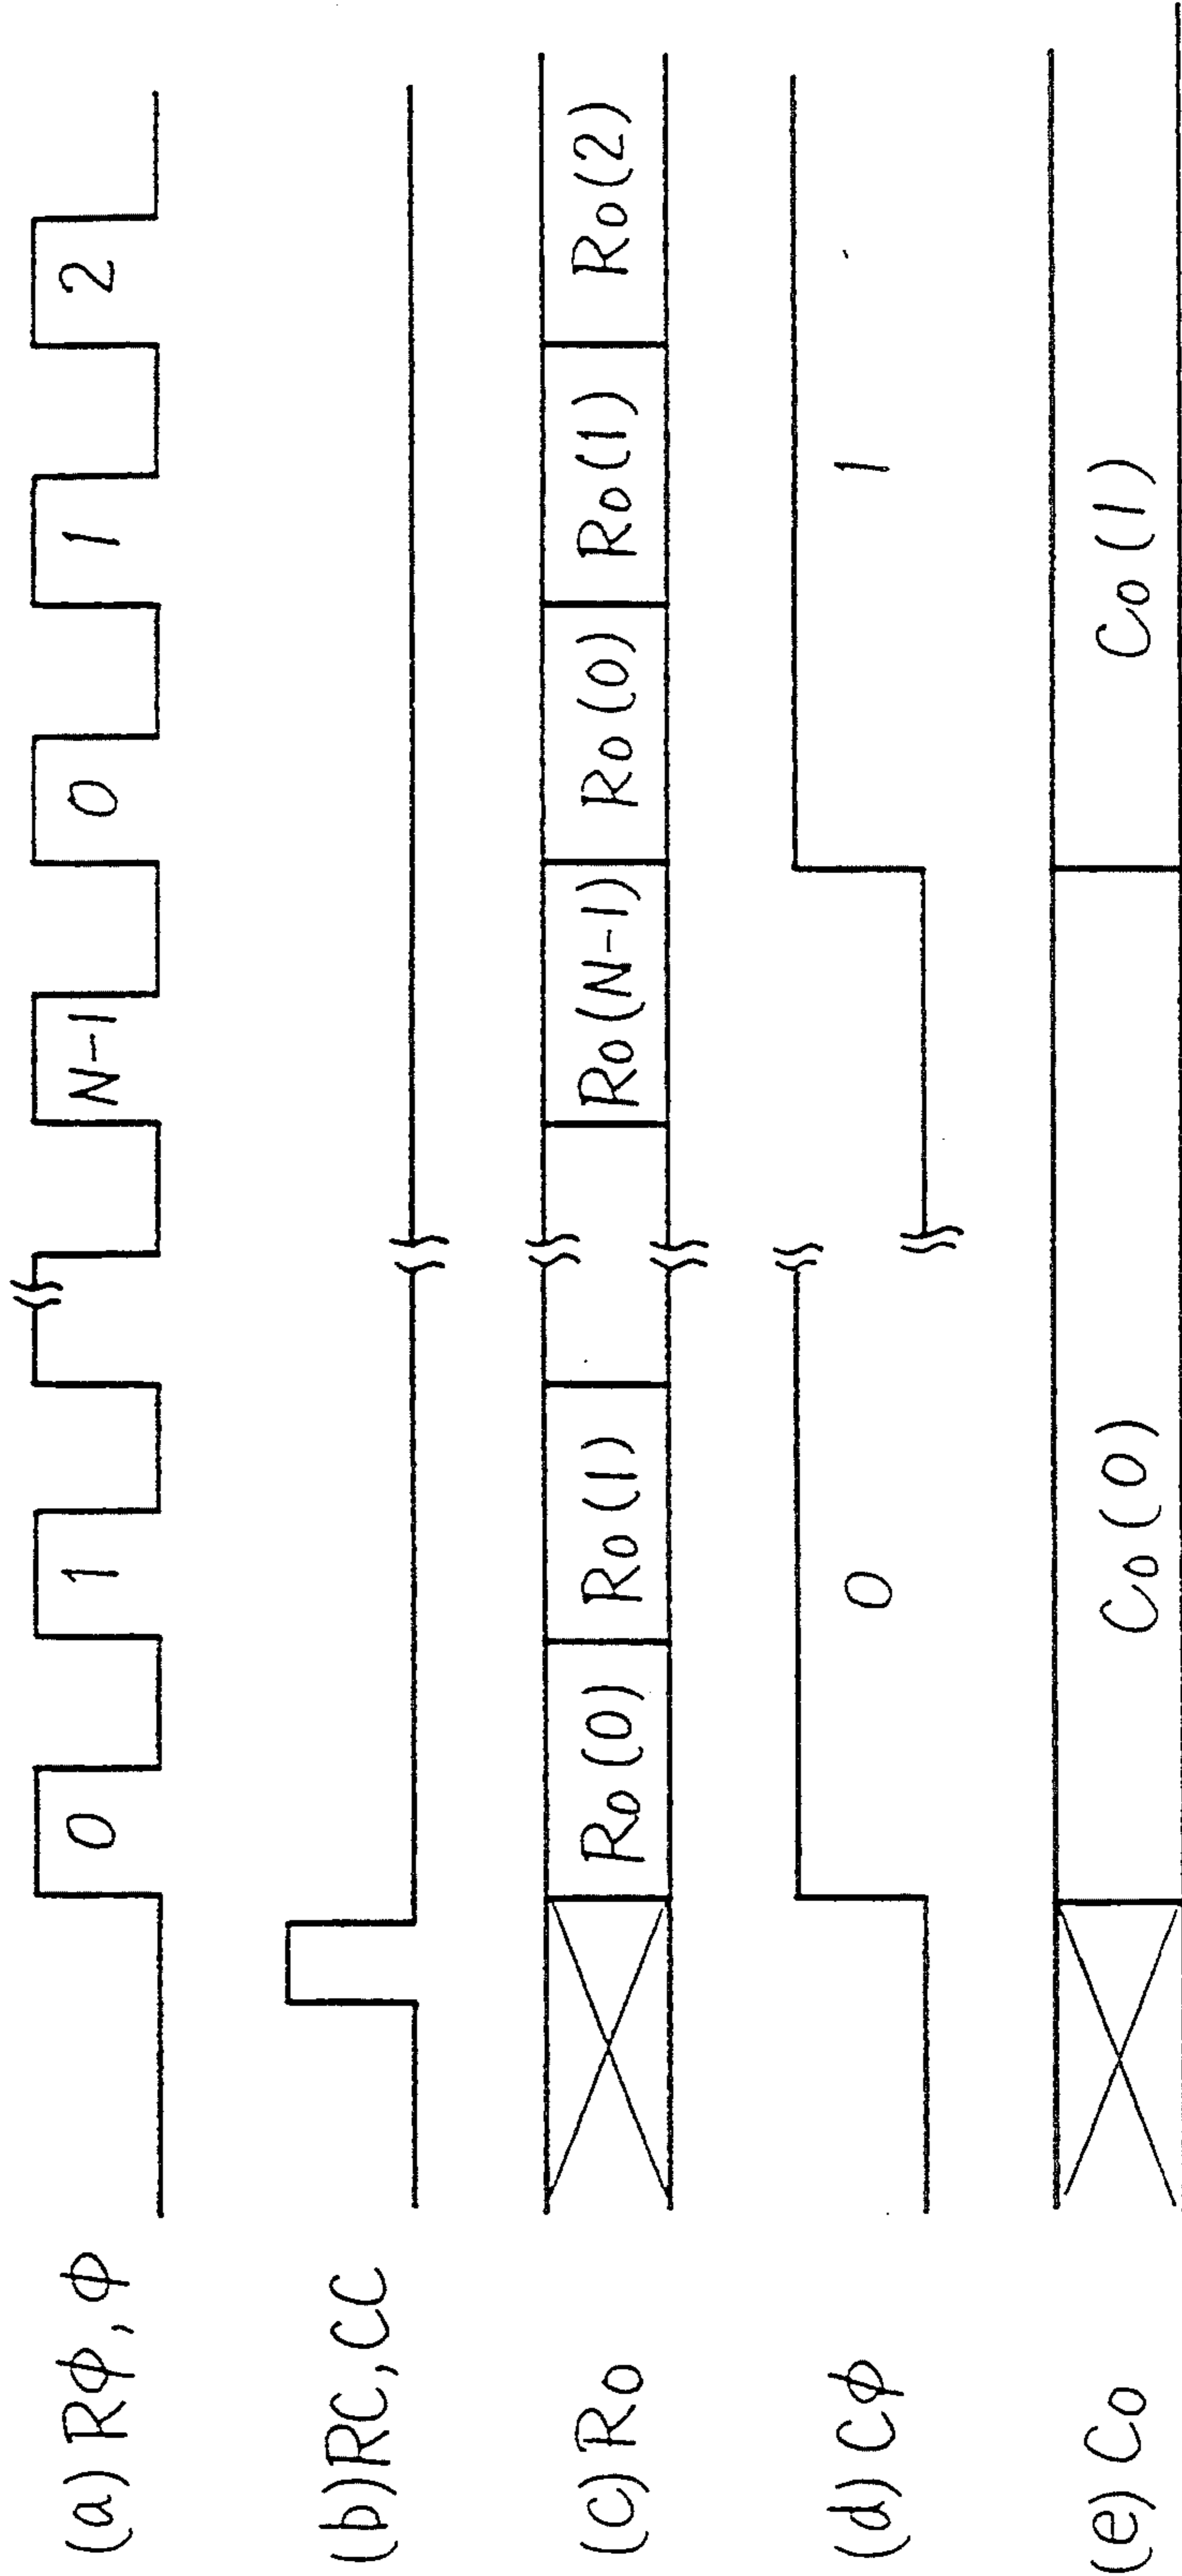 (a) Rϕ, ϕ 0 1 N-1 0 1 2
(b) RC, CC
(c) Ro Ro(0) Ro(1) Ro(N-1) Ro(0) Ro(1) Ro(2)
(d) Cϕ 0 1
(e) Co Co(0) Co(1)